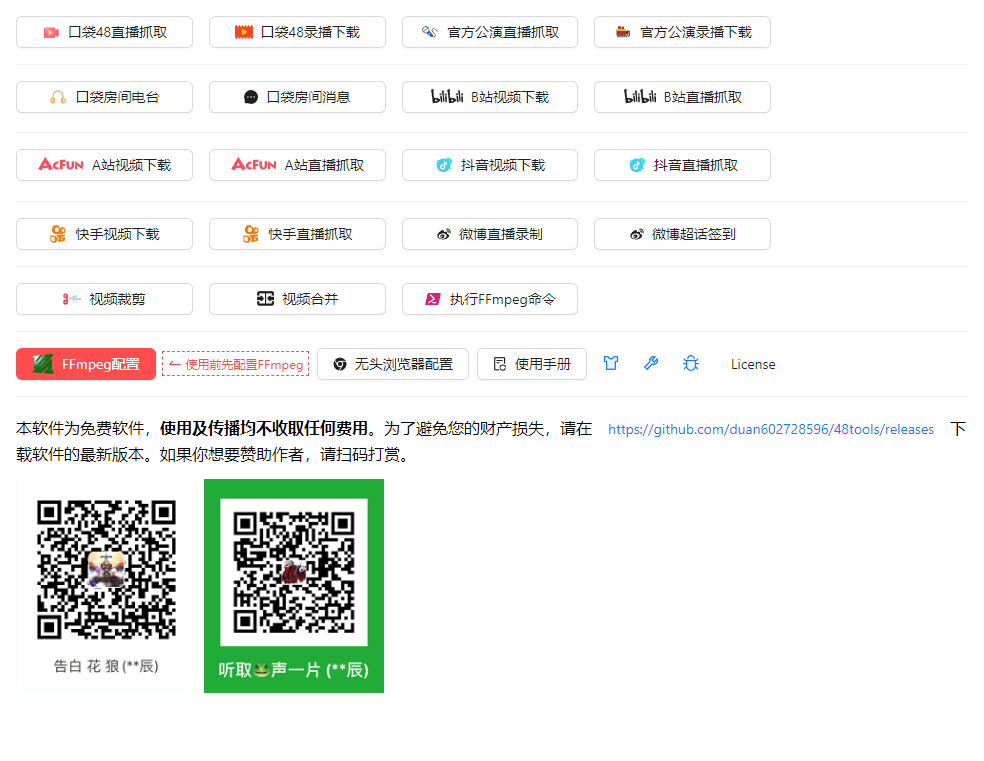 口袋48直播抓取 口袋48录播下载 官方公演直播抓取 官方公演录播下载
口袋房间电台 口袋房间消息 bilibili B站视频下载 bilibili B站直播抓取
AcFUN A站视频下载 AcFUN A站直播抓取 抖音视频下载 抖音直播抓取
快手视频下载 快手直播抓取 微博直播录制 微博超话签到
视频裁剪 视频合并 执行FFmpeg命令
FFmpeg配置 ←使用前先配置FFmpeg 无头浏览器配置 使用手册 License
本软件为免费软件，使用及传播均不收取任何费用。为了避免您的财产损失，请在 https://github.com/duan602728596/48tools/releases 下
载软件的最新版本。如果你想要赞助作者，请扫码打赏。
告白 花 狼(**辰) 听取🐸声一片 (**辰)